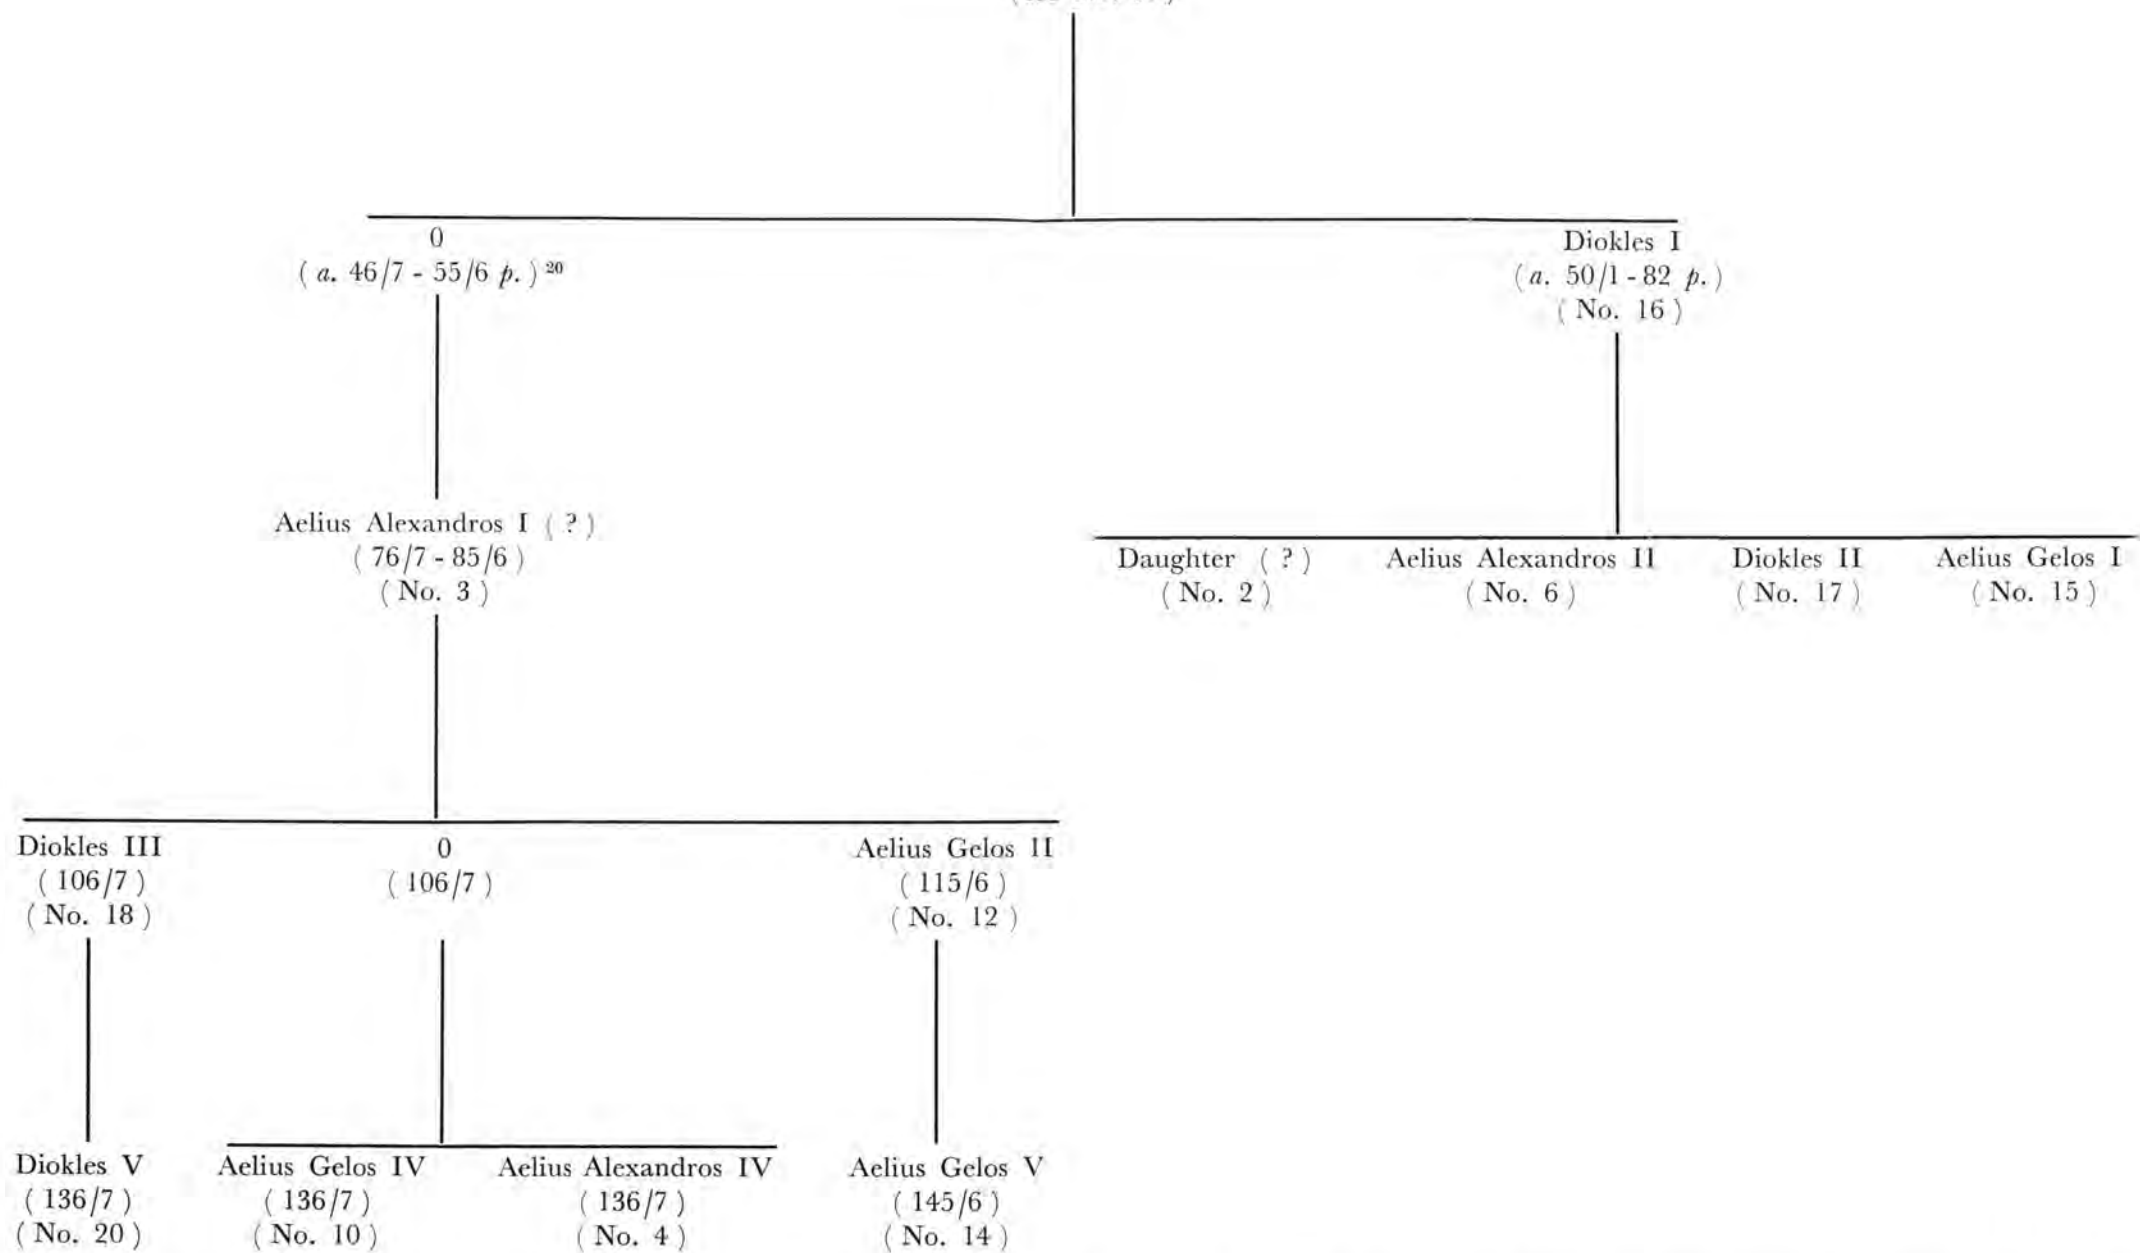 0
( a. 46/7 - 55/6 p. ) 20
Diokles I
( a. 50/1 - 82 p. )
( No. 16 )
Aelius Alexandros I ( ? )
( 76/7 - 85/6 )
( No. 3 )
Daughter ( ? )
( No. 2 )
Aelius Alexandros II
( No. 6 )
Diokles II
( No. 17 )
Aelius Gelos I
( No. 15 )
Diokles III
( 106/7 )
( No. 18 )
0
( 106/7 )
Aelius Gelos II
( 115/6 )
( No. 12 )
Diokles V
( 136/7 )
( No. 20 )
Aelius Gelos IV
( 136/7 )
( No. 10 )
Aelius Alexandros IV
( 136/7 )
( No. 4 )
Aelius Gelos V
( 145/6 )
( No. 14 )